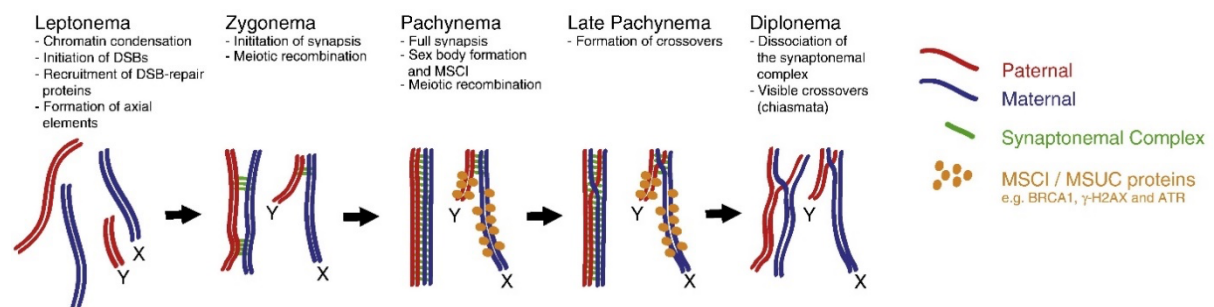 Leptonema
- Chromatin condensation
- Initiation of DSBs
- Recruitment of DSB-repair
proteins
- Formation of axial
elements
Zygonema
- Inititation of synapsis
- Meiotic recombination
Pachynema
- Full synapsis
- Sex body formation
and MSCI
- Meiotic recombination
Late Pachynema
- Formation of crossovers
Diplonema
- Dissociation of
the synaptonemal
complex
- Visible crossovers
(chiasmata)
Y
X
Y
X
Y
X
Y
X
Y
X
Paternal
Maternal
Synaptonemal Complex
MSCI / MSUC proteins
e.g. BRCA1, γ-H2AX and ATR